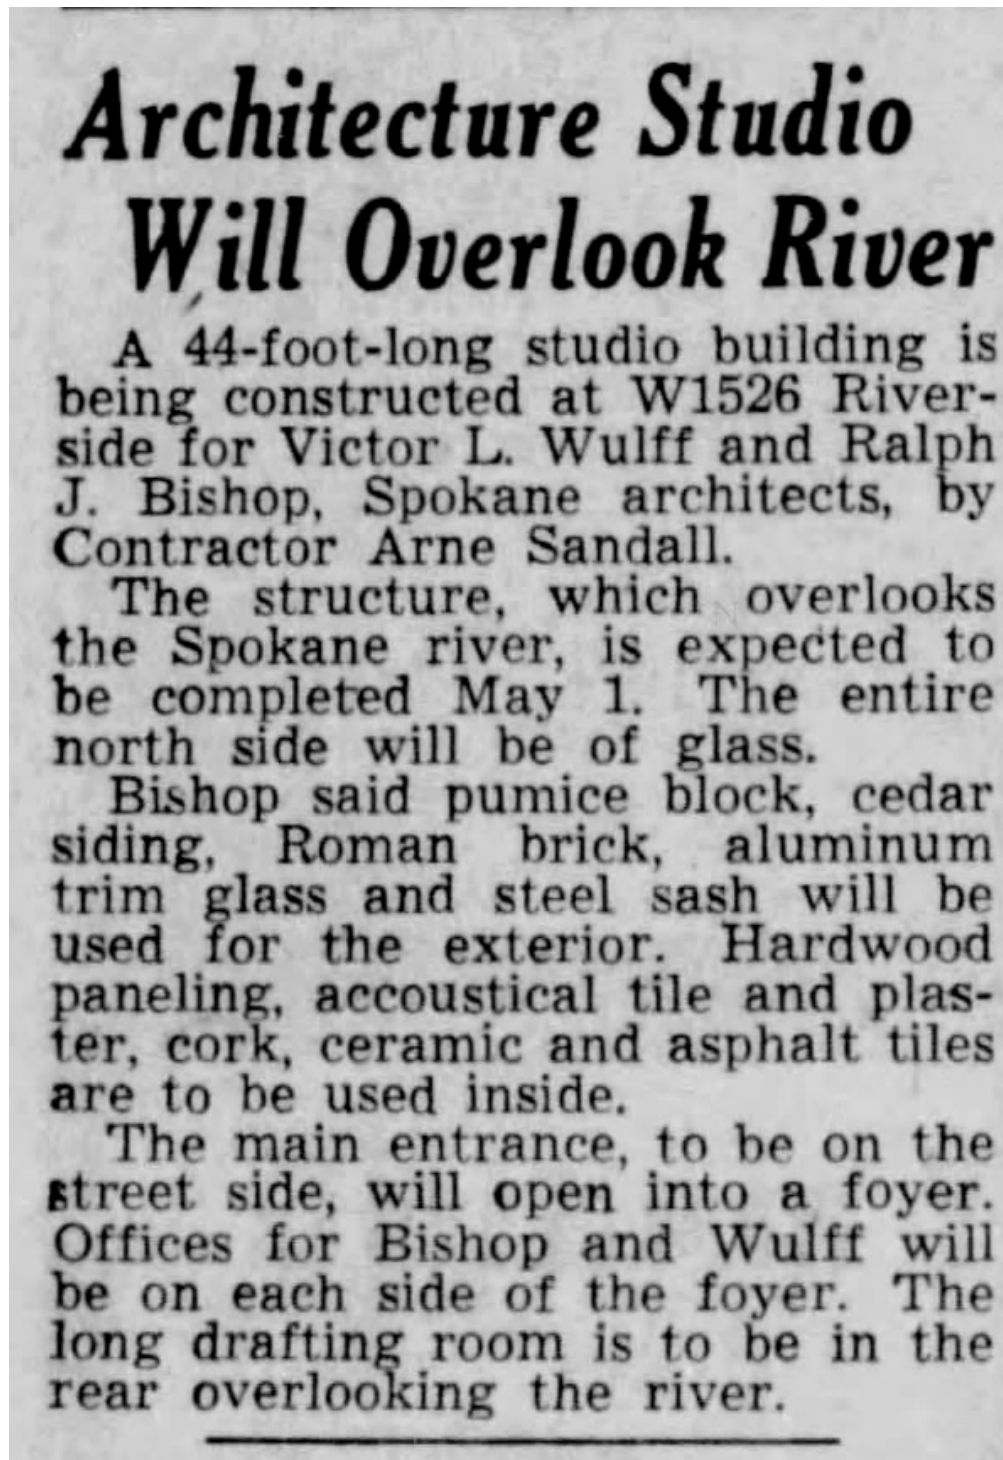 Architecture Studio
Will Overlook River
A 44-foot-long studio building is
being constructed at W1526 River-
side for Victor L. Wulff and Ralph
J. Bishop, Spokane architects, by
Contractor Arne Sandall.
The structure, which overlooks
the Spokane river, is expected to
be completed May 1. The entire
north side will be of glass.
Bishop said pumice block, cedar
siding, Roman brick, aluminum
trim glass and steel sash will be
used for the exterior. Hardwood
paneling, accoustical tile and plas-
ter, cork, ceramic and asphalt tiles
are to be used inside.
The main entrance, to be on the
street side, will open into a foyer.
Offices for Bishop and Wulff will
be on each side of the foyer. The
long drafting room is to be in the
rear overlooking the river.